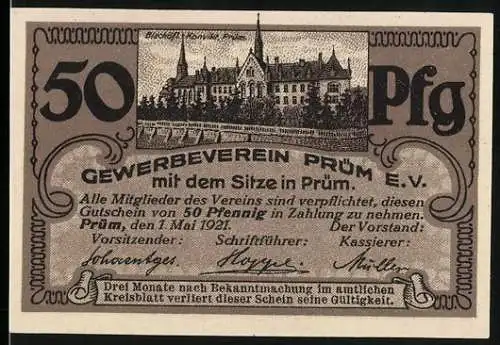 Bischöfl. Konvikt, Prüm.
50 Pfg
GEWERBEVEREIN PRÜM E.V.
mit dem Sitze in Prüm.
Alle Mitglieder des Vereins sind verpflichtet, diesen
Gutschein von 50 Pfennig in Zahlung zu nehmen.
Prüm, den 1. Mai 1921. Der Vorstand:
Vorsitzender: Schriftführer: Kassierer:
Hoppe Müller
Drei Monate nach Bekanntmachung im amtlichen
Kreisblatt verliert dieser Schein seine Gültigkeit.